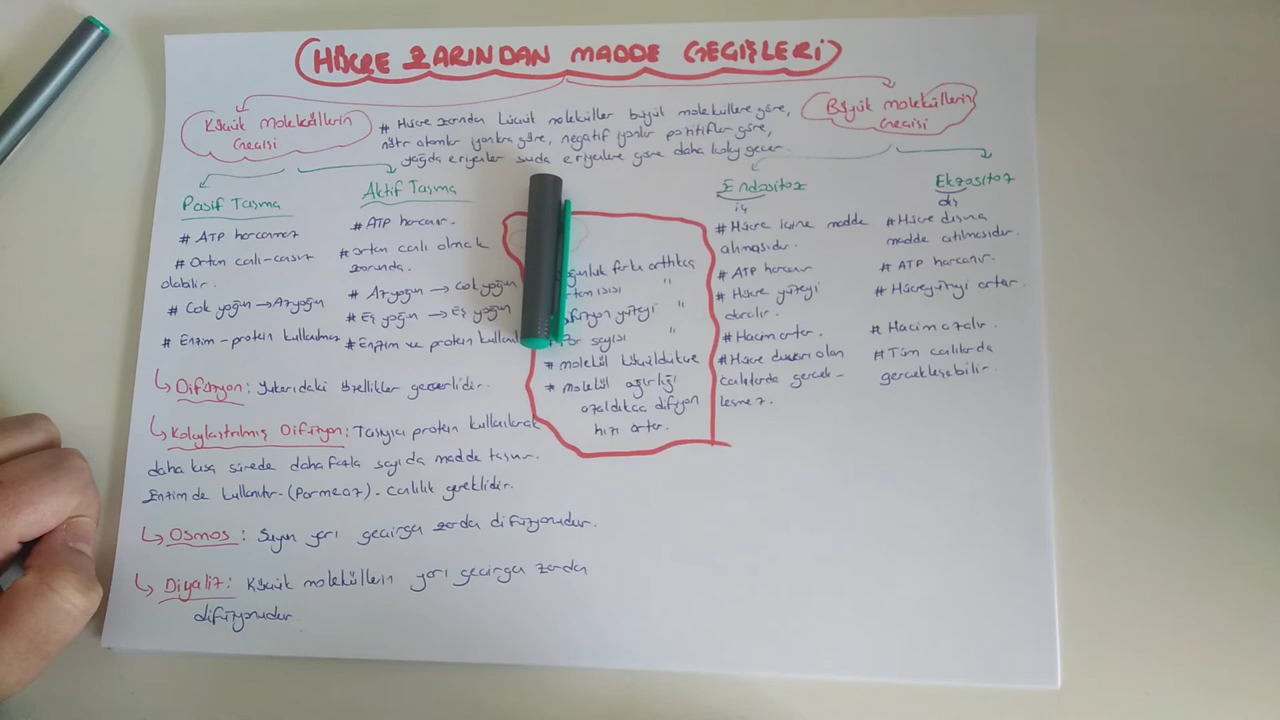 HÜCRE ZARINDAN MADDE GEÇİŞLERİ
Küçük Moleküllerin
Geçişi
# Hücre zarından küçük moleküller büyük moleküllere göre,
nötr atomlar iyonlara göre, negatif iyonlar pozitiflere göre,
yağda eriyenler suda eriyenlere göre daha kolay geçer.
Büyük moleküllerin
Geçişi
Pasif Taşıma
# ATP harcanmaz
# Ortam canlı-cansız
olabilir.
# Çok yoğun → Az yoğun
# Enzim-protein kullanılmaz
Aktif Taşıma
# ATP harcanır.
# ortam canlı olmak
zorunda.
# Az yoğun → Çok yoğun
# Eş yoğun → Eş yoğun
# Enzim ve protein
farkı arttıkça
ısısı "
yüzeyi "
sayısı "
# molekül küçüldükçe
# molekül ağırlığı
azaldıkça difüzyon
hızı artar.
Endositoz
iç
# Hücre içine madde
alınmasıdır.
# ATP harcanır
# Hücre yüzeyi
daralır.
# Hacim artar.
# Hücre duvarı olan
canlılarda gerçek-
leşmez.
Ekzositoz
dış
# Hücre dışına
madde atılmasıdır.
# ATP harcanır.
# Hücre yüzeyi artar.
# Hacim azalır.
# Tüm canlılarda
gerçekleşebilir.
↳ Difüzyon: Yukarıdaki özellikler geçerlidir.
↳ Kolaylaştırılmış Difüzyon: Taşıyıcı protein kullanılarak
daha kısa sürede daha fazla sayıda madde taşınır.
Enzim de kullanılır-(Permeaz)- canlılık gereklidir.
↳ Osmos: Suyun yarı geçirgen zarda difüzyonudur.
↳ Diyaliz: Küçük moleküllerin yarı geçirgen zarda
difüzyonudur